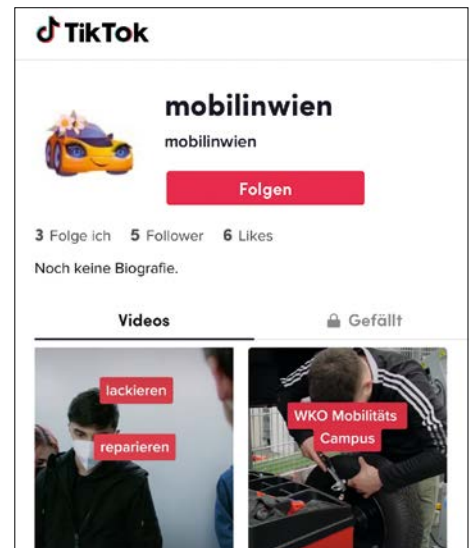 TikTok
mobilinwien
mobilinwien
Folgen
3 Folge ich 5 Follower 6 Likes
Noch keine Biografie.
Videos Gefällt
lackieren
reparieren
WKO Mobilitäts
Campus